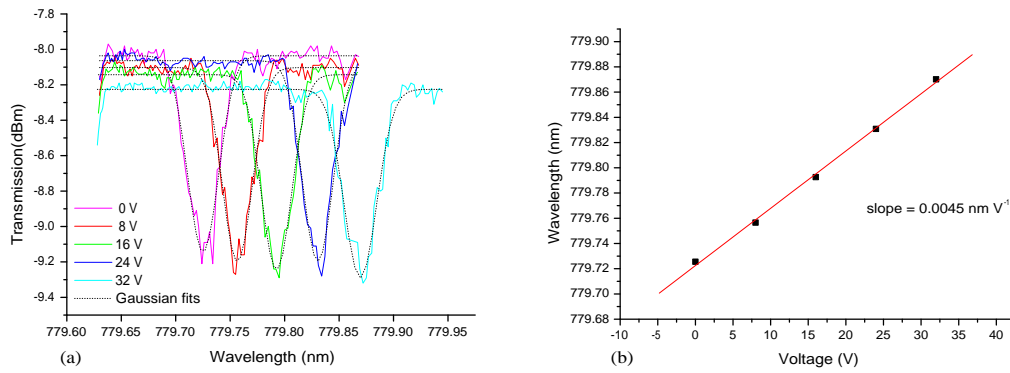 -7.8
-8.0
-8.2
-8.4
-8.6
-8.8
-9.0
-9.2
-9.4
Transmission(dBm)
0 V
8 V
16 V
24 V
32 V
Gaussian fits
779.60 779.65 779.70 779.75 779.80 779.85 779.90 779.95
(a)
Wavelength (nm)
779.90
779.88
779.86
779.84
779.82
779.80
779.78
779.76
779.74
779.72
779.70
779.68
Wavelength (nm)
slope = 0.0045 nm V⁻¹
-10 -5 0 5 10 15 20 25 30 35 40
(b)
Voltage (V)